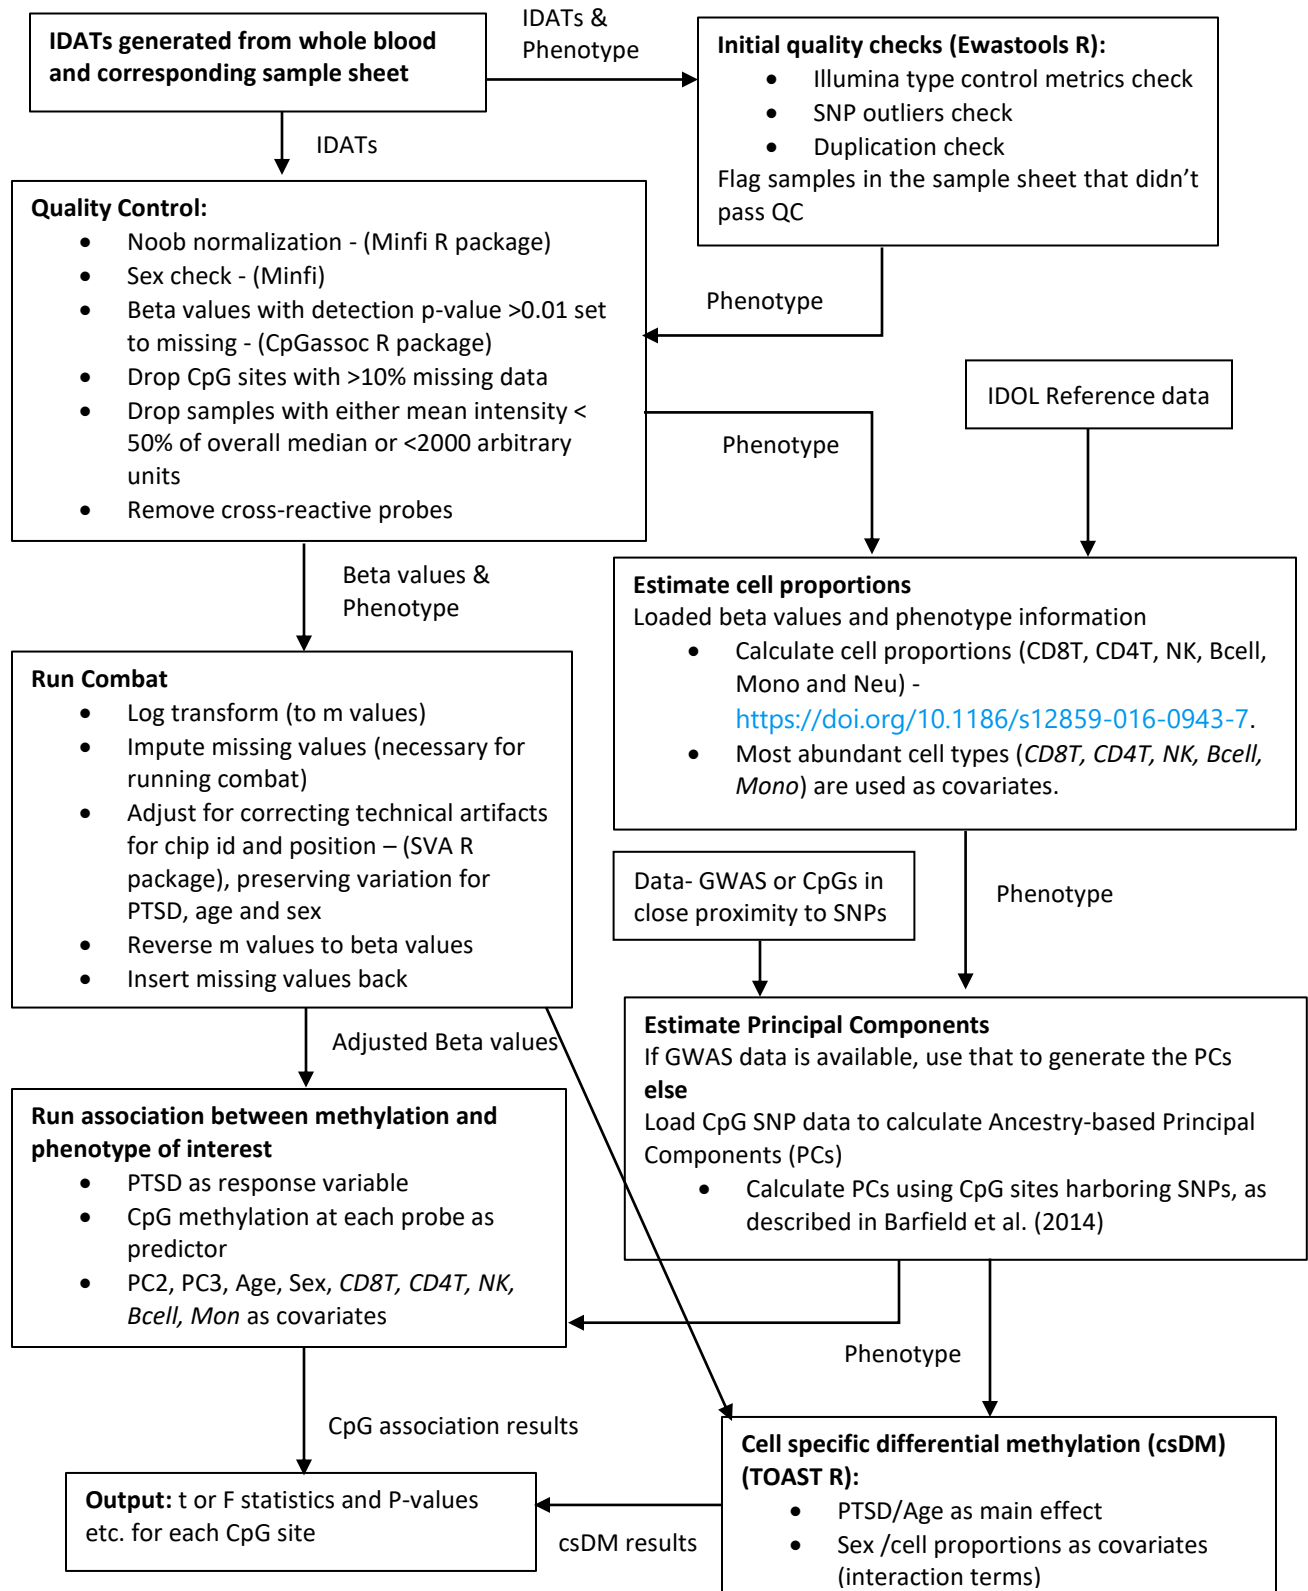 IDATs generated from whole blood
and corresponding sample sheet
IDATs &
Phenotype
Initial quality checks (Ewastools R):
• Illumina type control metrics check
• SNP outliers check
• Duplication check
Flag samples in the sample sheet that didn’t
pass QC
IDATs
Quality Control:
• Noob normalization - (Minfi R package)
• Sex check - (Minfi)
• Beta values with detection p-value >0.01 set
to missing - (CpGassoc R package)
• Drop CpG sites with >10% missing data
• Drop samples with either mean intensity <
50% of overall median or <2000 arbitrary
units
• Remove cross-reactive probes
Phenotype
IDOL Reference data
Phenotype
Beta values &
Phenotype
Estimate cell proportions
Loaded beta values and phenotype information
• Calculate cell proportions (CD8T, CD4T, NK, Bcell,
Mono and Neu) -
https://doi.org/10.1186/s12859-016-0943-7.
• Most abundant cell types (CD8T, CD4T, NK, Bcell,
Mono) are used as covariates.
Run Combat
• Log transform (to m values)
• Impute missing values (necessary for
running combat)
• Adjust for correcting technical artifacts
for chip id and position – (SVA R
package), preserving variation for
PTSD, age and sex
• Reverse m values to beta values
• Insert missing values back
Data- GWAS or CpGs in
close proximity to SNPs
Phenotype
Adjusted Beta values
Estimate Principal Components
If GWAS data is available, use that to generate the PCs
else
Load CpG SNP data to calculate Ancestry-based Principal
Components (PCs)
• Calculate PCs using CpG sites harboring SNPs, as
described in Barfield et al. (2014)
Run association between methylation and
phenotype of interest
• PTSD as response variable
• CpG methylation at each probe as
predictor
• PC2, PC3, Age, Sex, CD8T, CD4T, NK,
Bcell, Mon as covariates
Phenotype
CpG association results
Cell specific differential methylation (csDM)
(TOAST R):
• PTSD/Age as main effect
• Sex /cell proportions as covariates
(interaction terms)
csDM results
Output: t or F statistics and P-values
etc. for each CpG site